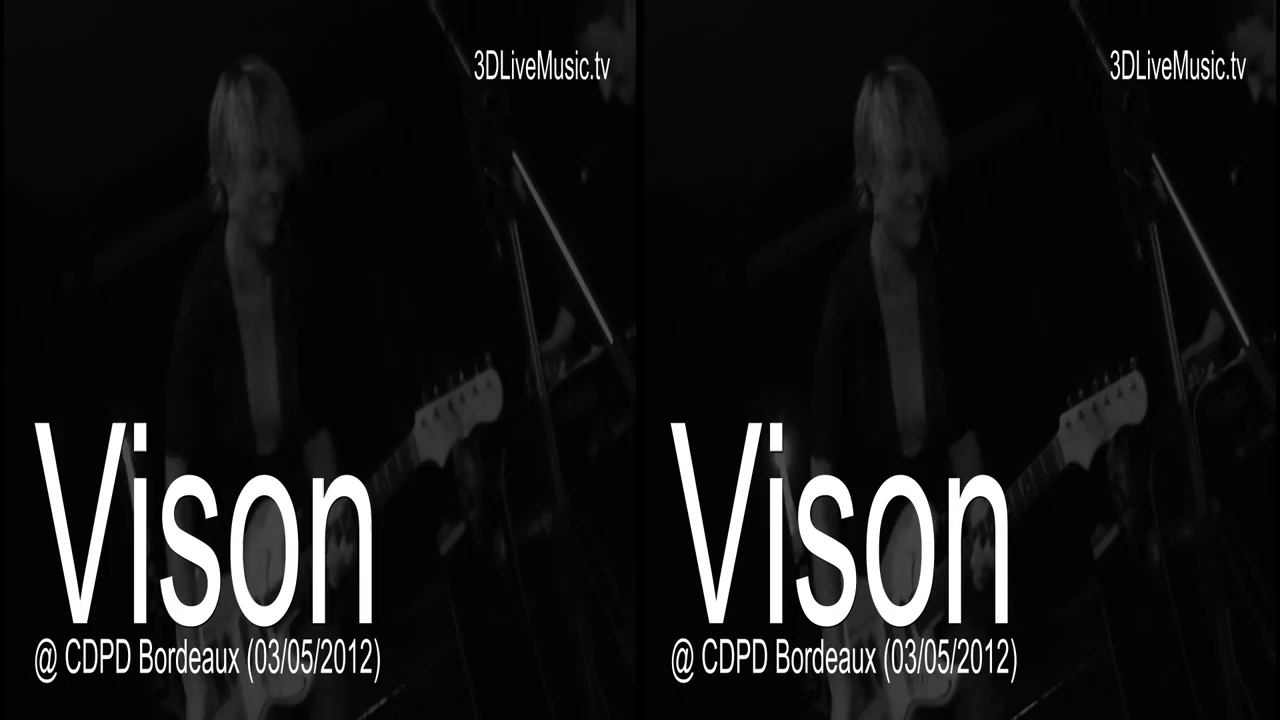 3DLiveMusic.tv
3DLiveMusic.tv
Vison
Vison
@ CDPD Bordeaux (03/05/2012)
@ CDPD Bordeaux (03/05/2012)